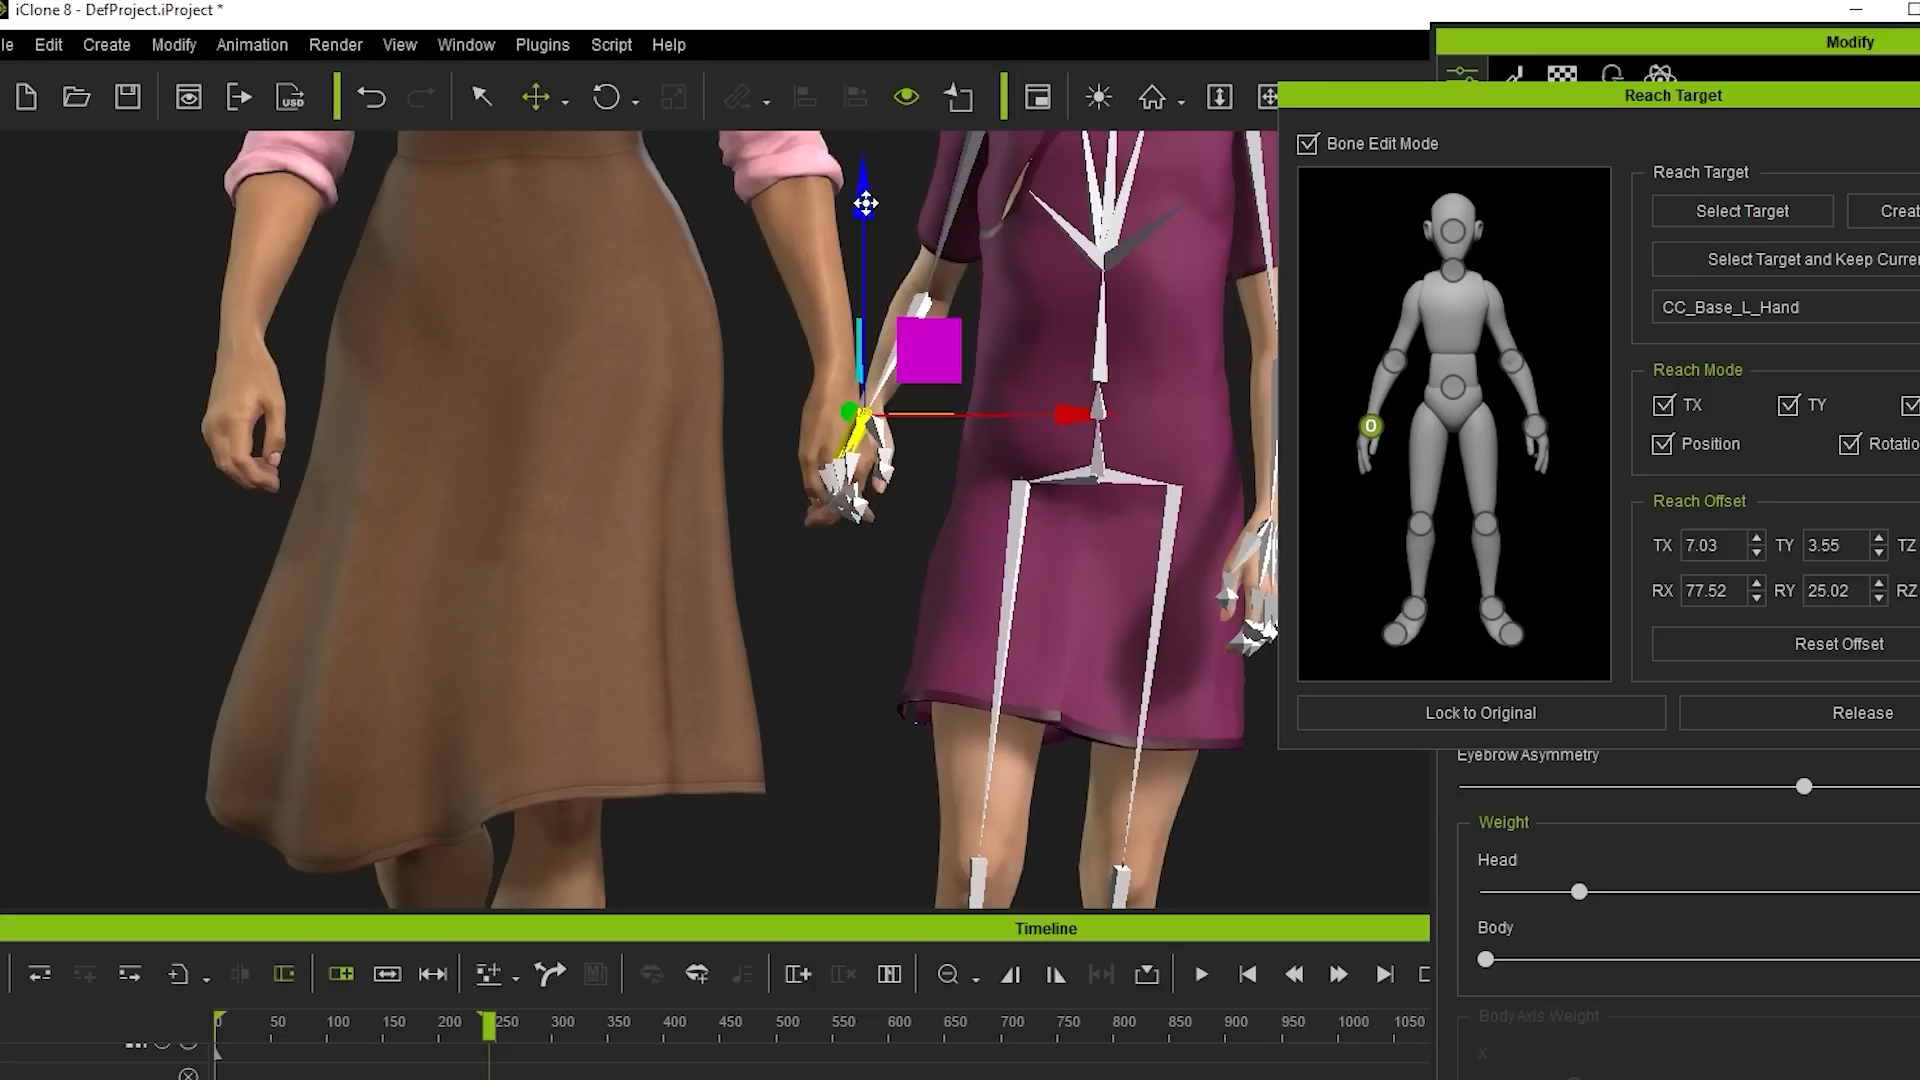 iClone 8 - DefProject.iProject *
le Edit Create Modify Animation Render View Window Plugins Script Help
Modify
USD
Reach Target
Bone Edit Mode
Reach Target
Select Target Creat
Select Target and Keep Curre
CC_Base_L_Hand
Reach Mode
TX TY
Position Rotatio
Reach Offset
TX 7.03 TY 3.55 TZ
RX 77.52 RY 25.02 RZ
Reset Offset
Lock to Original Release
Eyebrow Asymmetry
Weight
Head
Body
Timeline
0 50 100 150 200 250 300 350 400 450 500 550 600 650 700 750 800 850 900 950 1000 1050
Body Axis Weight
X